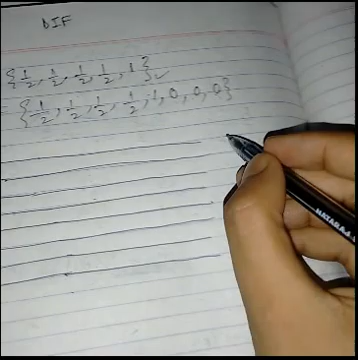 DIF
{1/2, 1/2, 1/2, 1/2, 1}
= {1/2, 1/2, 1/2, 1/2, 1, 0, 0, 0}
NATARAJ